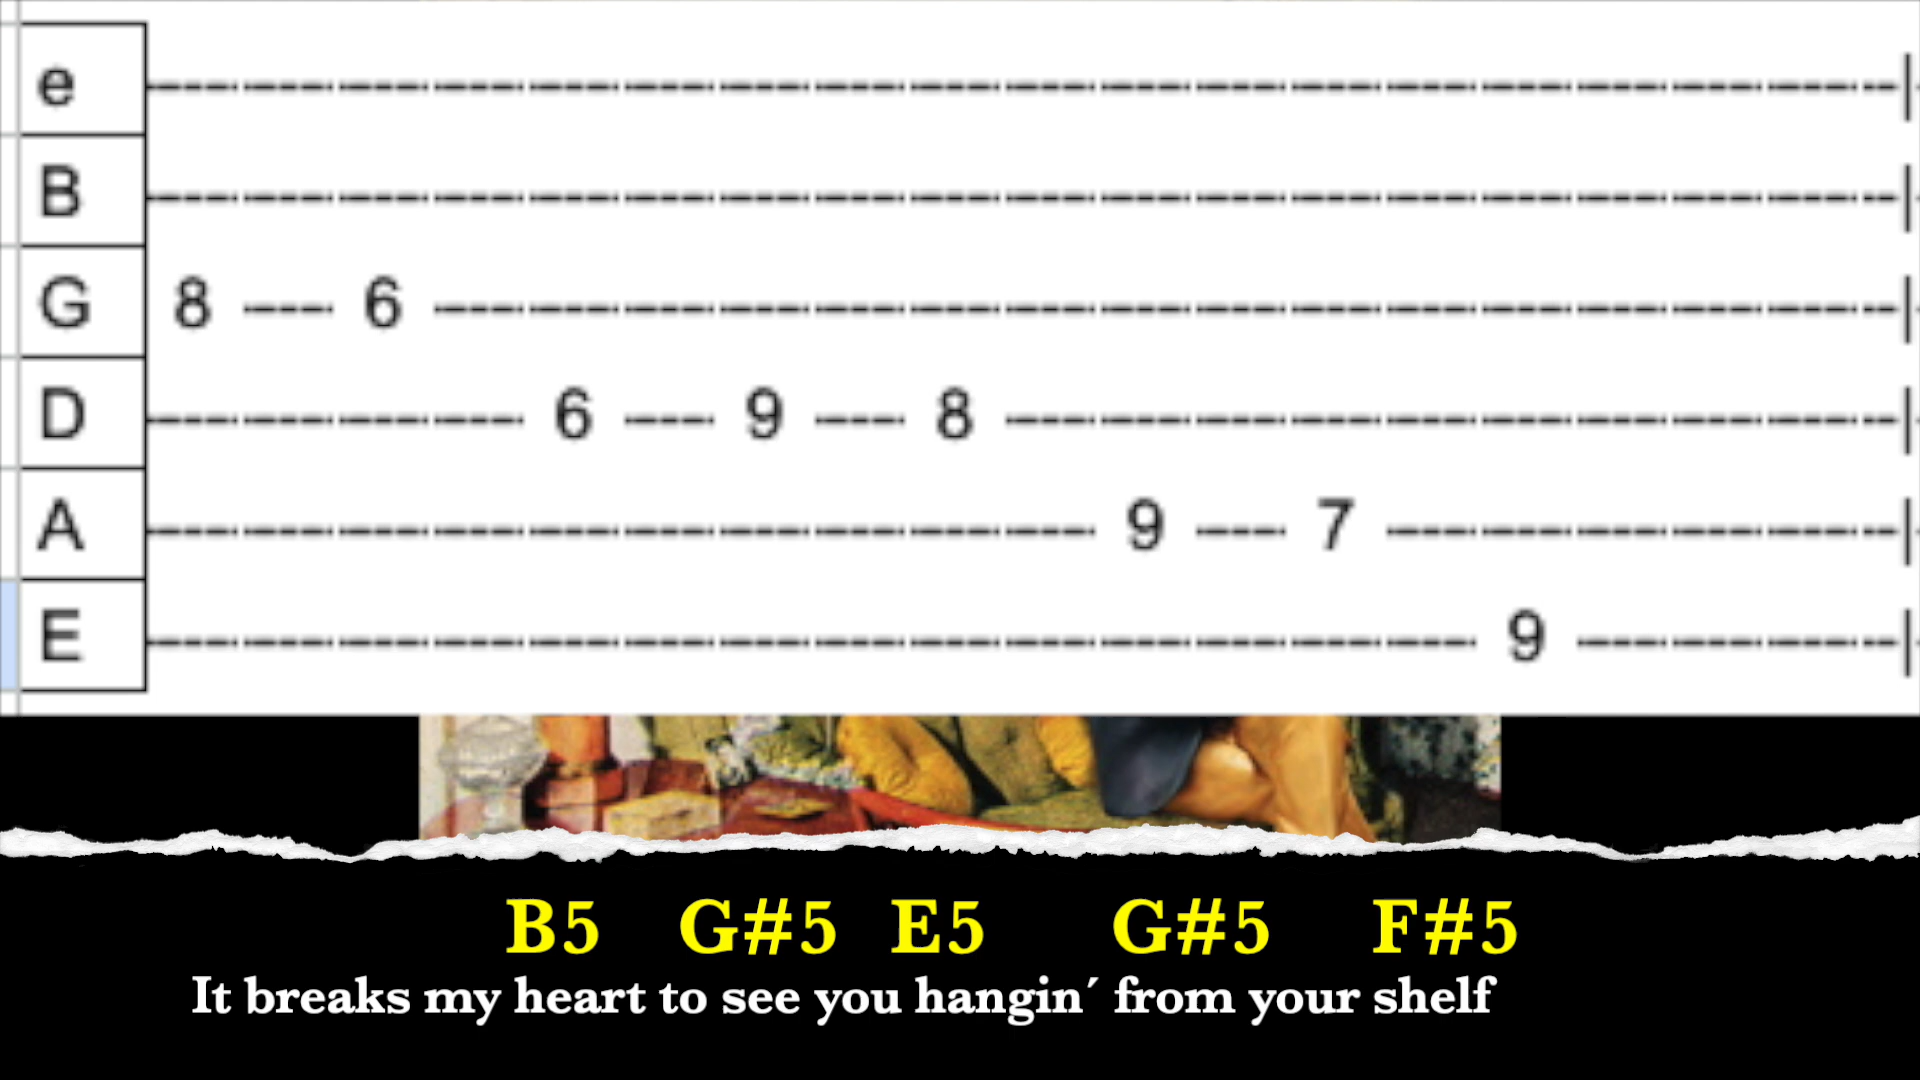 e
B
G 8 ---- 6
D 6 ---- 9 ---- 8
A 9 ---- 7
E 9
B5 G#5 E5 G#5 F#5
It breaks my heart to see you hangin´ from your shelf